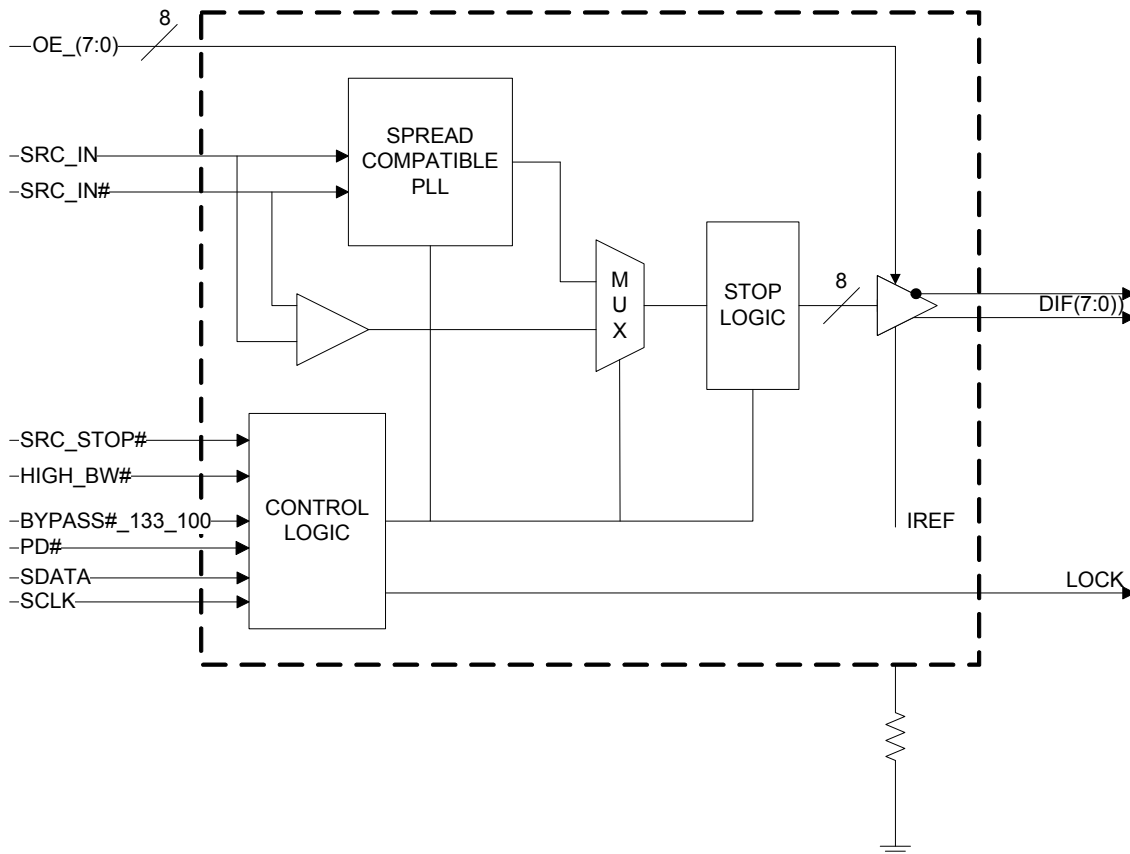 8
OE_(7:0)
SPREAD
COMPATIBLE
PLL
SRC_IN
SRC_IN#
M
U
X
STOP
LOGIC
8
DIF(7:0))
SRC_STOP#
HIGH_BW#
BYPASS#_133_100
PD#
SDATA
SCLK
CONTROL
LOGIC
IREF
LOCK